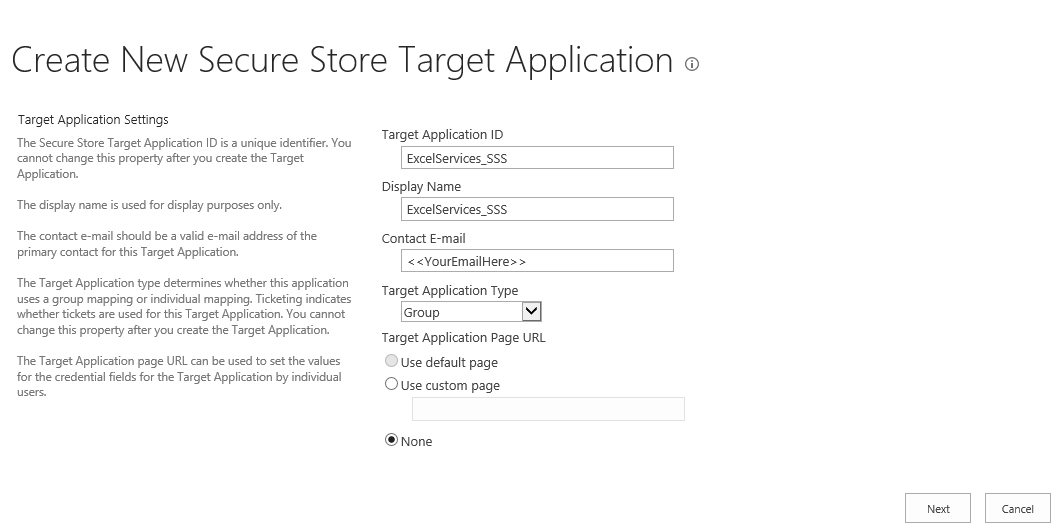 Create New Secure Store Target Application
Target Application Settings
The Secure Store Target Application ID is a unique identifier. You
cannot change this property after you create the Target
Application.
The display name is used for display purposes only.
The contact e-mail should be a valid e-mail address of the
primary contact for this Target Application.
The Target Application type determines whether this application
uses a group mapping or individual mapping. Ticketing indicates
whether tickets are used for this Target Application. You cannot
change this property after you create the Target Application.
The Target Application page URL can be used to set the values
for the credential fields for the Target Application by individual
users.
Target Application ID
ExcelServices_SSS
Display Name
ExcelServices_SSS
Contact E-mail
<<YourEmailHere>>
Target Application Type
Group
Target Application Page URL
Use default page
Use custom page
None
Next
Cancel